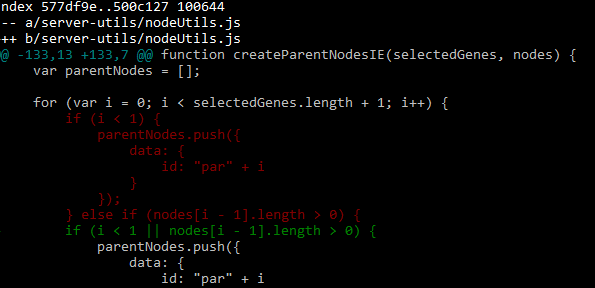 ndex 577df9e..500c127 100644
-- a/server-utils/nodeUtils.js
++ b/server-utils/nodeUtils.js
@ -133,13 +133,7 @@ function createParentNodesIE(selectedGenes, nodes) {
    var parentNodes = [];

    for (var i = 0; i < selectedGenes.length + 1; i++) {
        if (i < 1) {
            parentNodes.push({
                data: {
                    id: "par" + i
                }
            });
        } else if (nodes[i - 1].length > 0) {
        if (i < 1 || nodes[i - 1].length > 0) {
            parentNodes.push({
                data: {
                    id: "par" + i